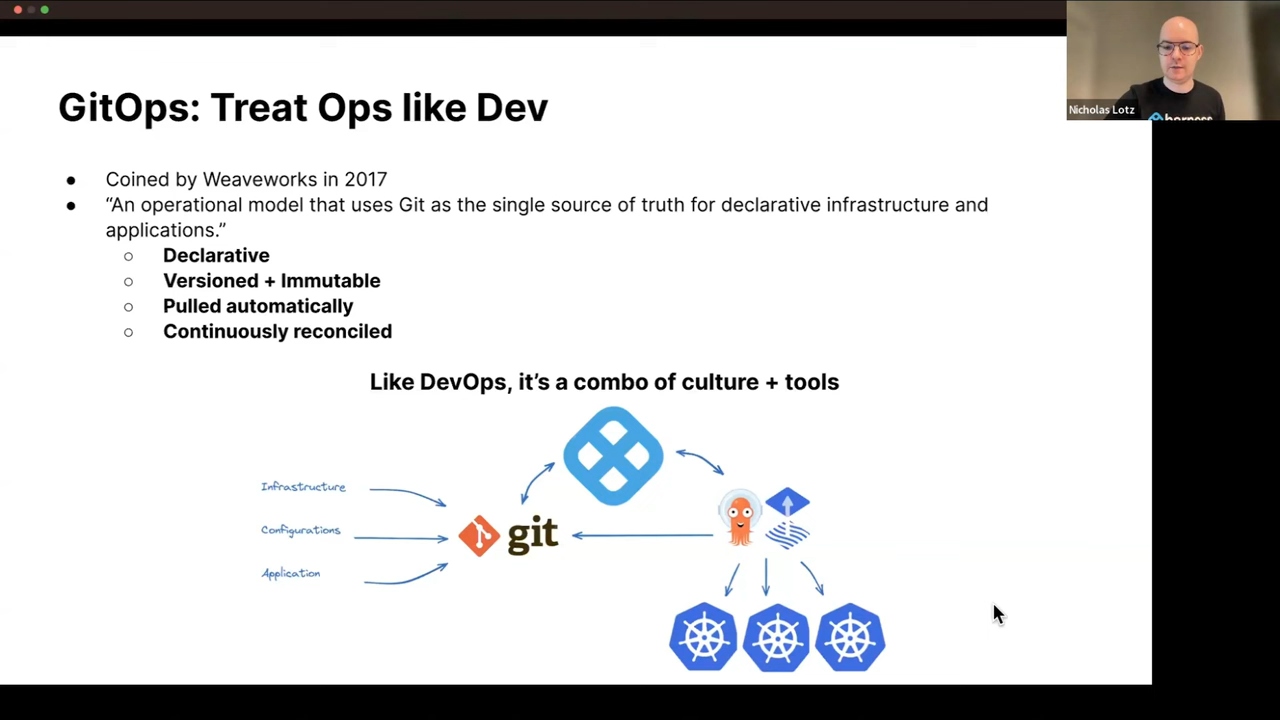 GitOps: Treat Ops like Dev
Nicholas Lotz
harness
● Coined by Weaveworks in 2017
● “An operational model that uses Git as the single source of truth for declarative infrastructure and
applications.”
○ Declarative
○ Versioned + Immutable
○ Pulled automatically
○ Continuously reconciled
Like DevOps, it’s a combo of culture + tools
Infrastructure
Configurations
Application
git